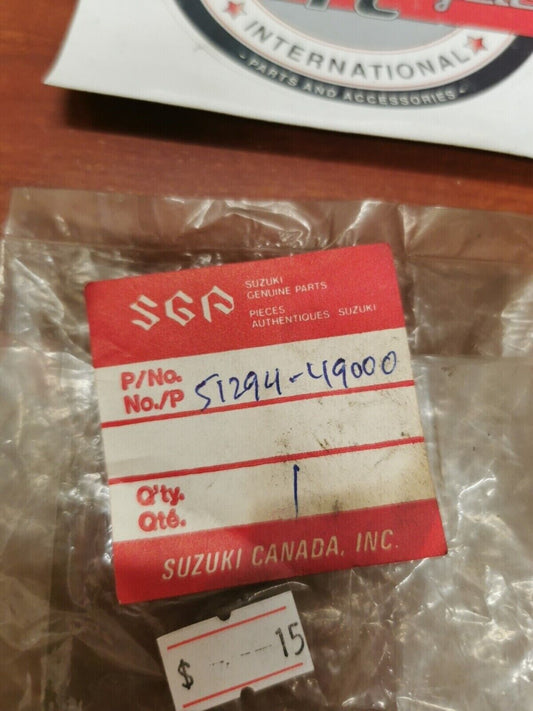 INTERNATIONAL
- PARTS AND ACCESSORIES -
SGP
SUZUKI
GENUINE PARTS
PIECES
AUTHENTIQUES SUZUKI
P/No.
No./P 51294-49000
Q'ty. 1
Qté.
SUZUKI CANADA, INC.
$ -.-- 15